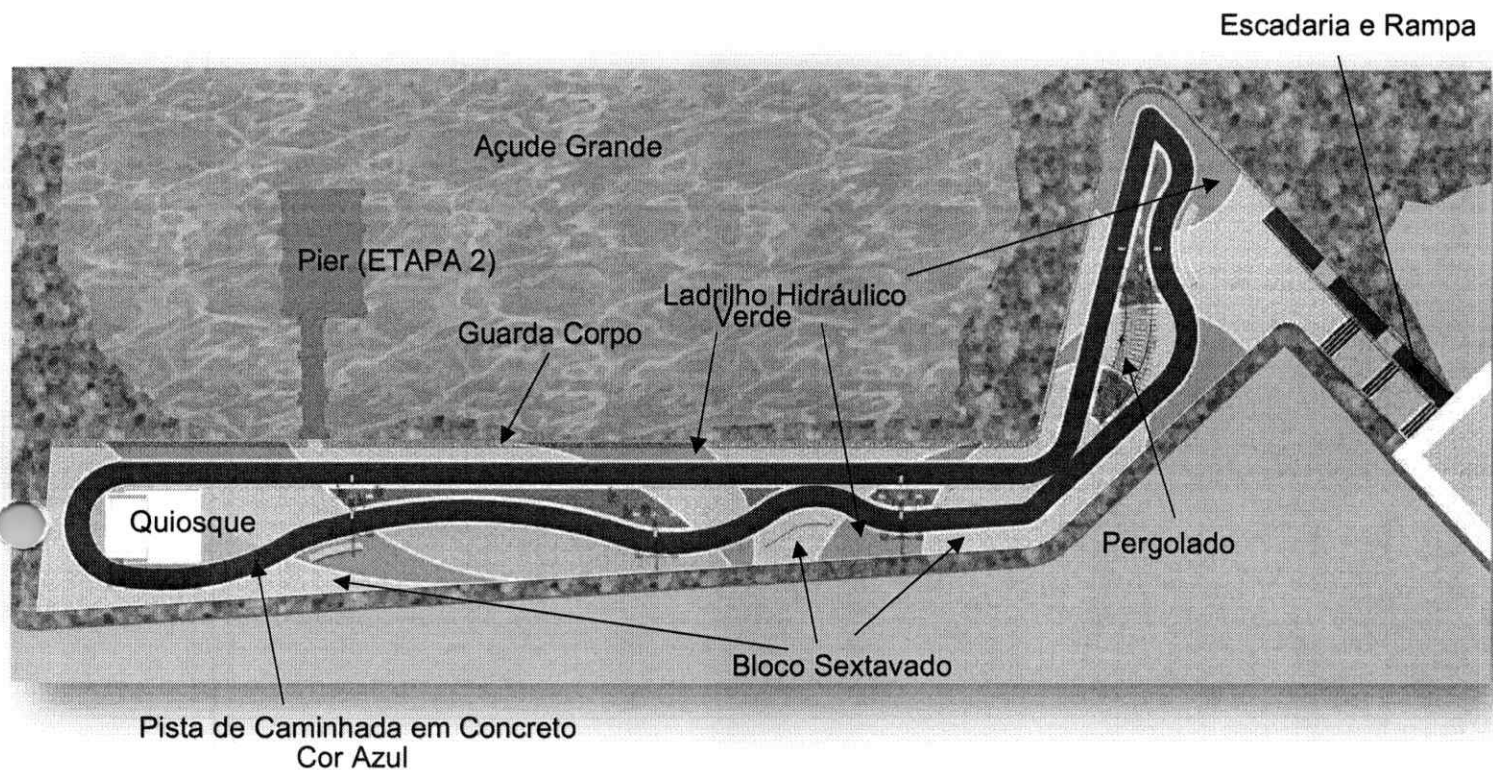 Escadaria e Rampa
Açude Grande
Pier (ETAPA 2)
Ladrilho Hidráulico
Verde
Guarda Corpo
Quiosque
Pergolado
Bloco Sextavado
Pista de Caminhada em Concreto
Cor Azul